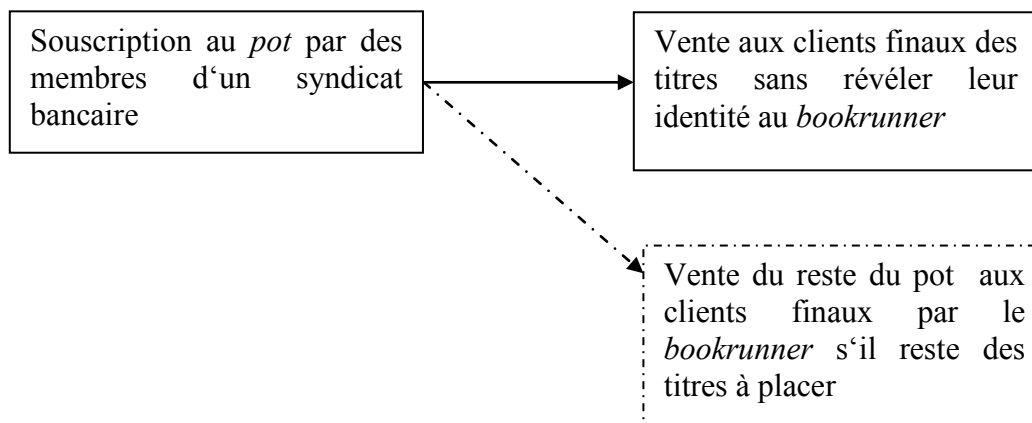 Souscription au pot par des
membres d‘un syndicat
bancaire
Vente aux clients finaux des
titres sans révéler leur
identité au bookrunner
Vente du reste du pot aux
clients finaux par le
bookrunner s‘il reste des
titres à placer